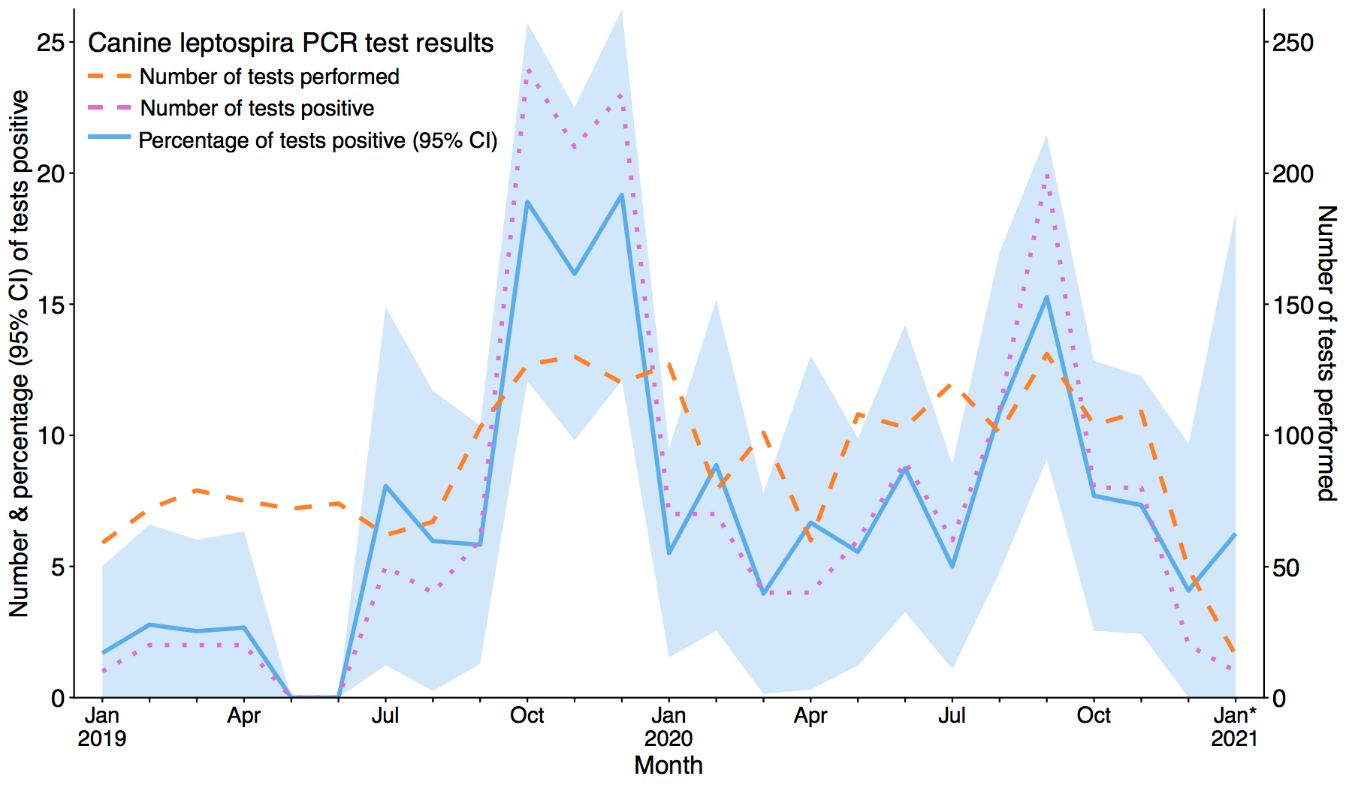 Canine leptospira PCR test results
Number of tests performed
Number of tests positive
Percentage of tests positive (95% CI)
Number & percentage (95% CI) of tests positive
25
20
15
10
5
0
250
200
150
100
50
0
Number of tests performed
Jan Apr Jul Oct Jan Apr Jul Oct Jan*
2019 2020 2021
Month